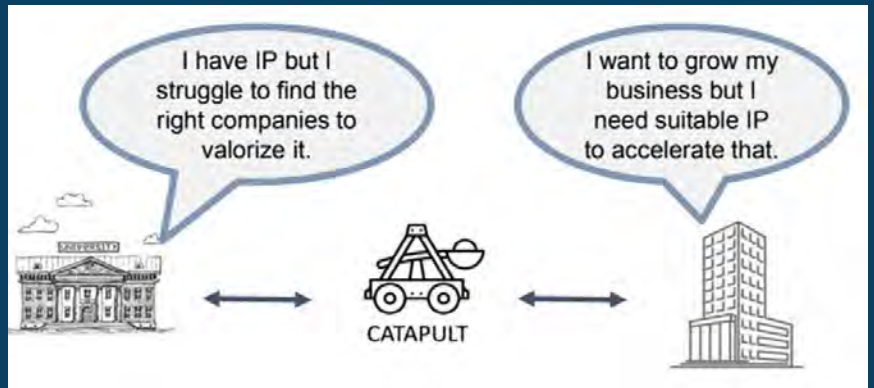 I have IP but I
struggle to find the
right companies to
valorize it.
I want to grow my
business but I
need suitable IP
to accelerate that.
UNIVERSITY
CATAPULT